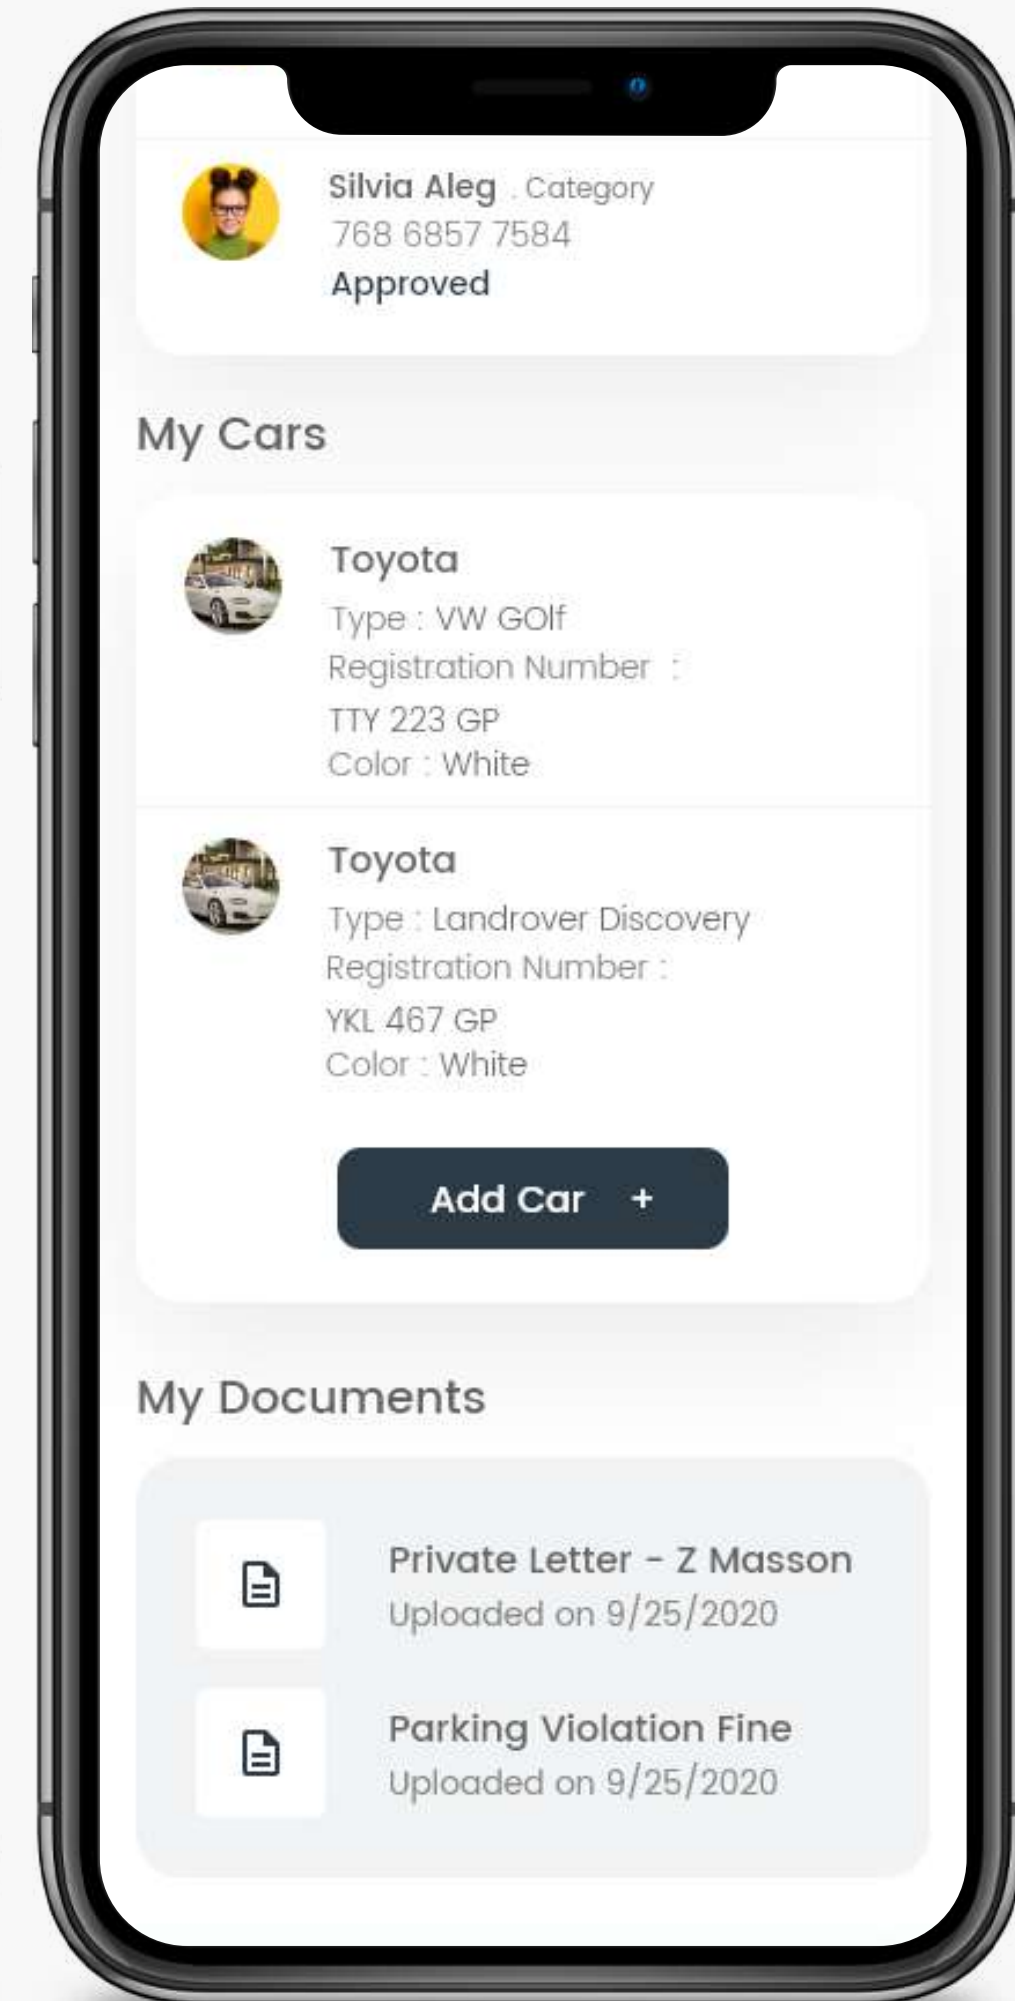 Silvia Aleg . Category
768 6857 7584
Approved
My Cars
Toyota
Type : VW GOlf
Registration Number :
TTY 223 GP
Color : White
Toyota
Type : Landrover Discovery
Registration Number :
YKL 467 GP
Color : White
Add Car +
My Documents
Private Letter - Z Masson
Uploaded on 9/25/2020
Parking Violation Fine
Uploaded on 9/25/2020